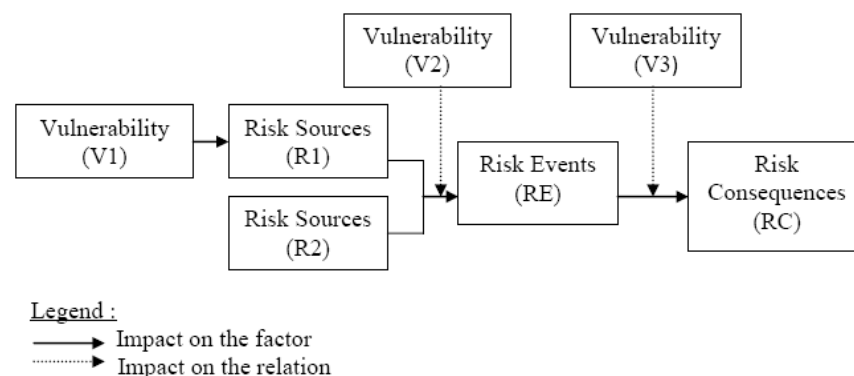 Vulnerability
(V2)
Vulnerability
(V3)
Vulnerability
(V1)
Risk Sources
(R1)
Risk Sources
(R2)
Risk Events
(RE)
Risk
Consequences
(RC)
Legend :
Impact on the factor
Impact on the relation